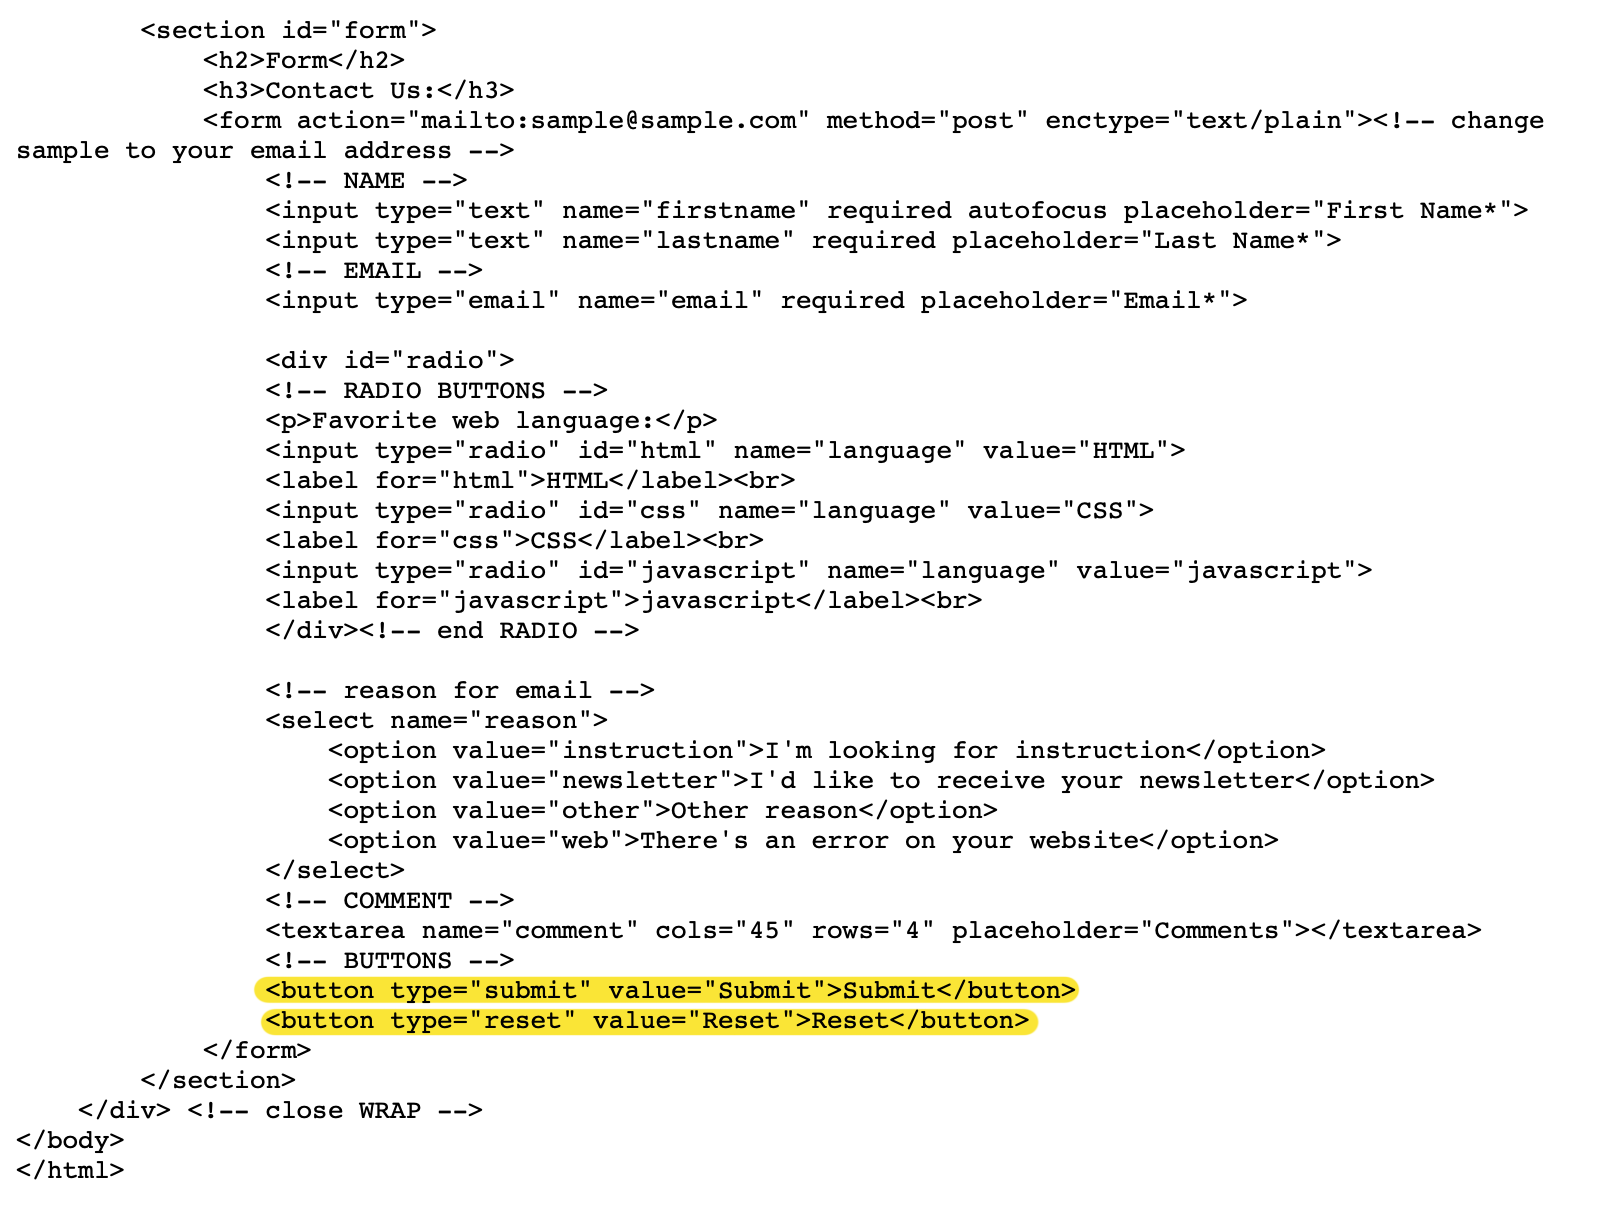 <section id="form">
<h2>Form</h2>
<h3>Contact Us:</h3>
<form action="mailto:sample@sample.com" method="post" enctype="text/plain"><!-- change
sample to your email address -->
<!-- NAME -->
<input type="text" name="firstname" required autofocus placeholder="First Name*">
<input type="text" name="lastname" required placeholder="Last Name*">
<!-- EMAIL -->
<input type="email" name="email" required placeholder="Email*">
<div id="radio">
<!-- RADIO BUTTONS -->
<p>Favorite web language:</p>
<input type="radio" id="html" name="language" value="HTML">
<label for="html">HTML</label><br>
<input type="radio" id="css" name="language" value="CSS">
<label for="css">CSS</label><br>
<input type="radio" id="javascript" name="language" value="javascript">
<label for="javascript">javascript</label><br>
</div><!-- end RADIO -->
<!-- reason for email -->
<select name="reason">
<option value="instruction">I'm looking for instruction</option>
<option value="newsletter">I'd like to receive your newsletter</option>
<option value="other">Other reason</option>
<option value="web">There's an error on your website</option>
</select>
<!-- COMMENT -->
<textarea name="comment" cols="45" rows="4" placeholder="Comments"></textarea>
<!-- BUTTONS -->
<button type="submit" value="Submit">Submit</button>
<button type="reset" value="Reset">Reset</button>
</form>
</section>
</div> <!-- close WRAP -->
</body>
</html>